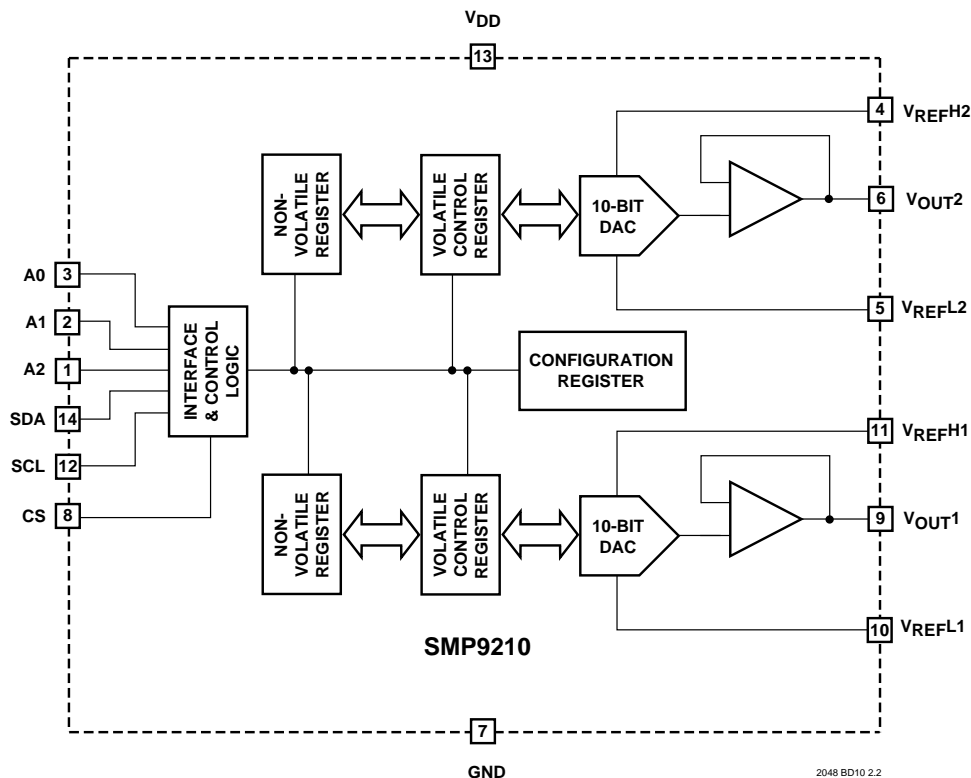 VDD
13
4 VREFH2
NON-
VOLATILE
REGISTER
VOLATILE
CONTROL
REGISTER
10-BIT
DAC
6 VOUT2
A0 3
5 VREFL2
A1 2
A2 1
INTERFACE
& CONTROL
LOGIC
CONFIGURATION
REGISTER
SDA 14
11 VREFH1
SCL 12
CS 8
NON-
VOLATILE
REGISTER
VOLATILE
CONTROL
REGISTER
10-BIT
DAC
9 VOUT1
10 VREFL1
SMP9210
7
GND
2048 BD10 2.2